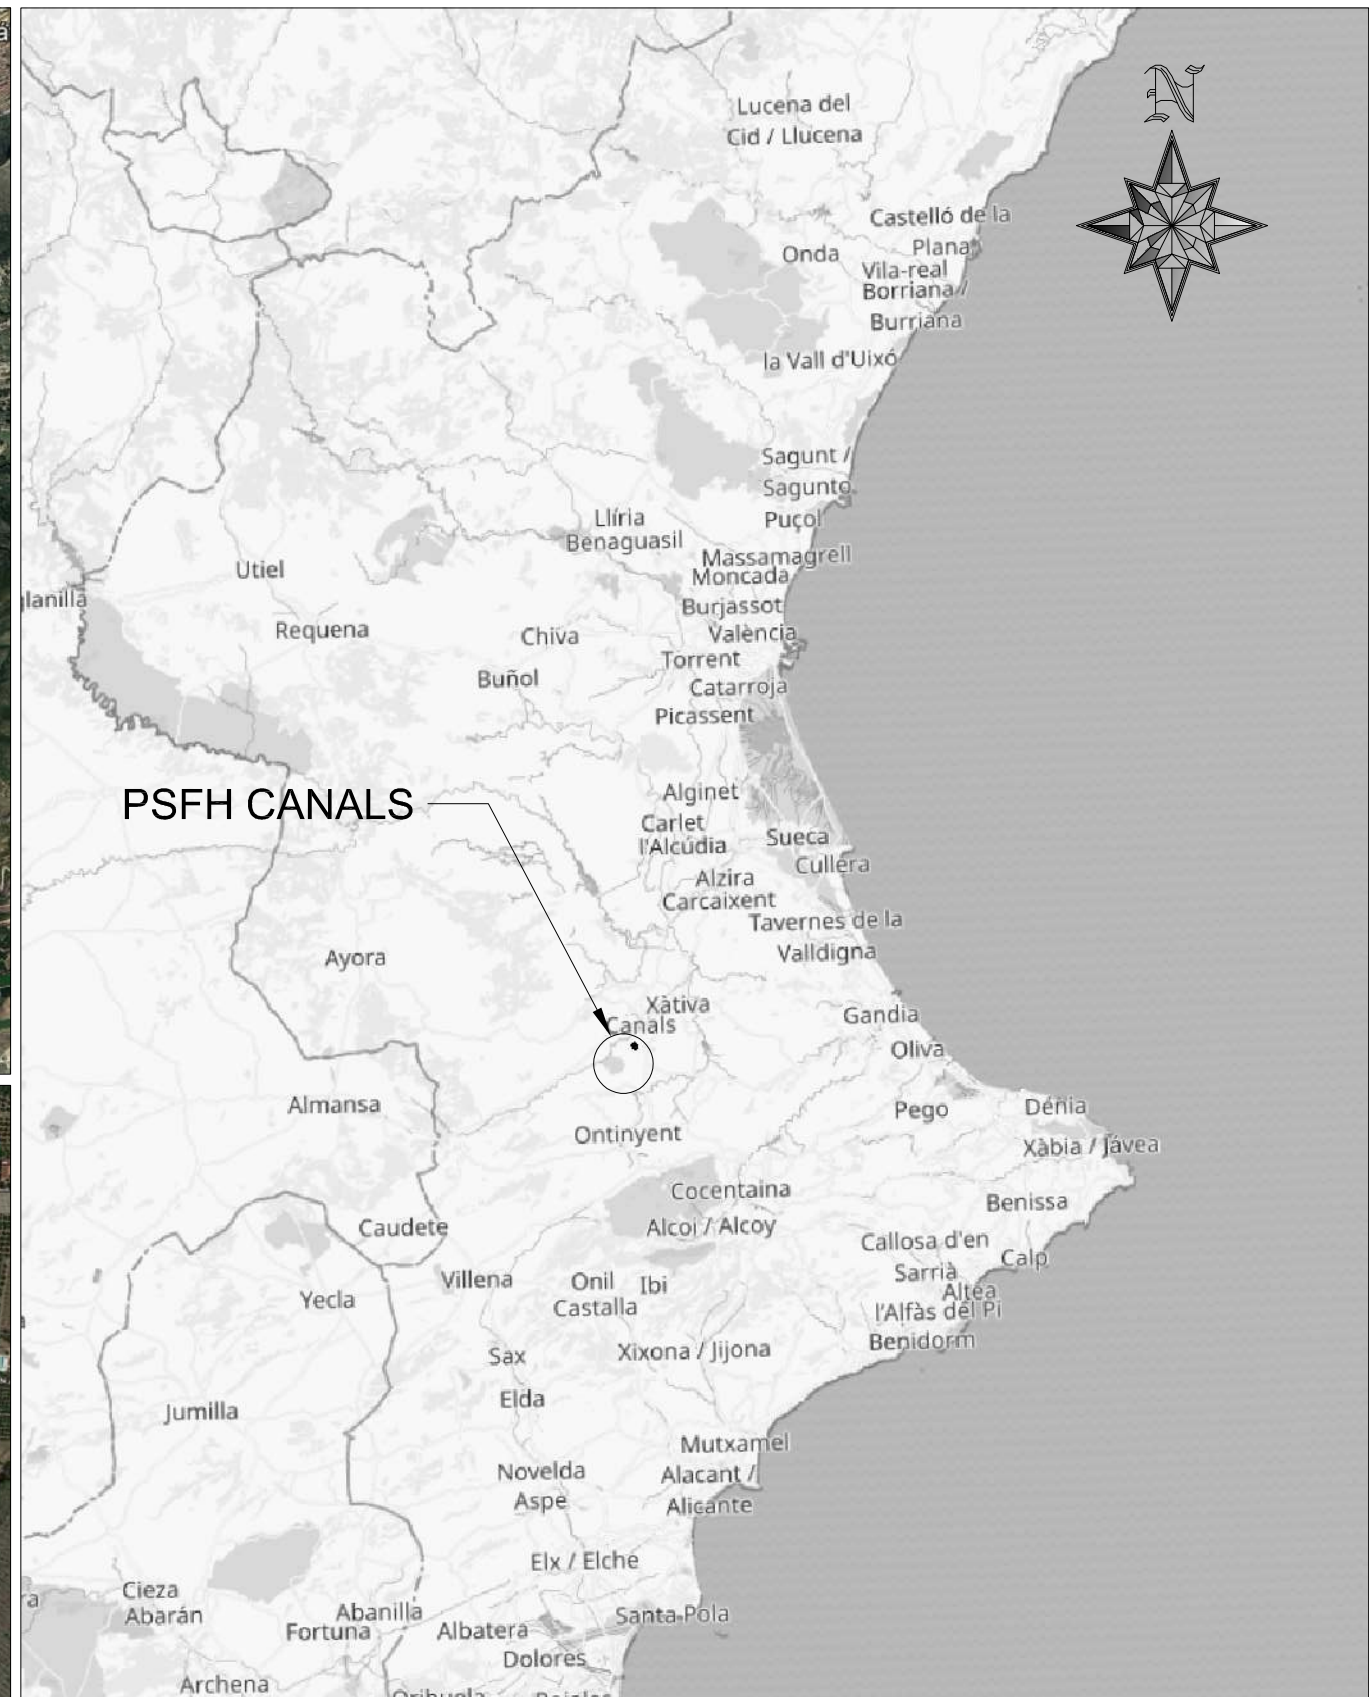 N
Lucena del
Cid / Llucena
Castelló de la
Plana
Onda
Vila-real
Borriana /
Burriana
la Vall d'Uixó
Sagunt /
Sagunto
Llíria
Puçol
Benaguasil
Massamagrell
Utiel
Moncada
Burjassot
Requena
Chiva
València
Torrent
Buñol
Catarroja
Picassent
Alginet
PSFH CANALS
Carlet
l'Alcúdia
Sueca
Cullera
Alzira
Carcaixent
Tavernes de la
Valldigna
Ayora
Xàtiva
Canals
Gandia
Oliva
Almansa
Pego
Dénia
Ontinyent
Xàbia / Jávea
Cocentaina
Benissa
Caudete
Alcoi / Alcoy
Callosa d'en
Sarrià
Calp
Villena
Onil
Ibi
Altea
Yecla
Castalla
l'Alfàs del Pi
Benidorm
Sax
Xixona / Jijona
Elda
Jumilla
Mutxamel
Novelda
Alacant /
Alicante
Aspe
Elx / Elche
Cieza
Abarán
Abanilla
Fortuna
Albatera
Santa Pola
Dolores
Archena